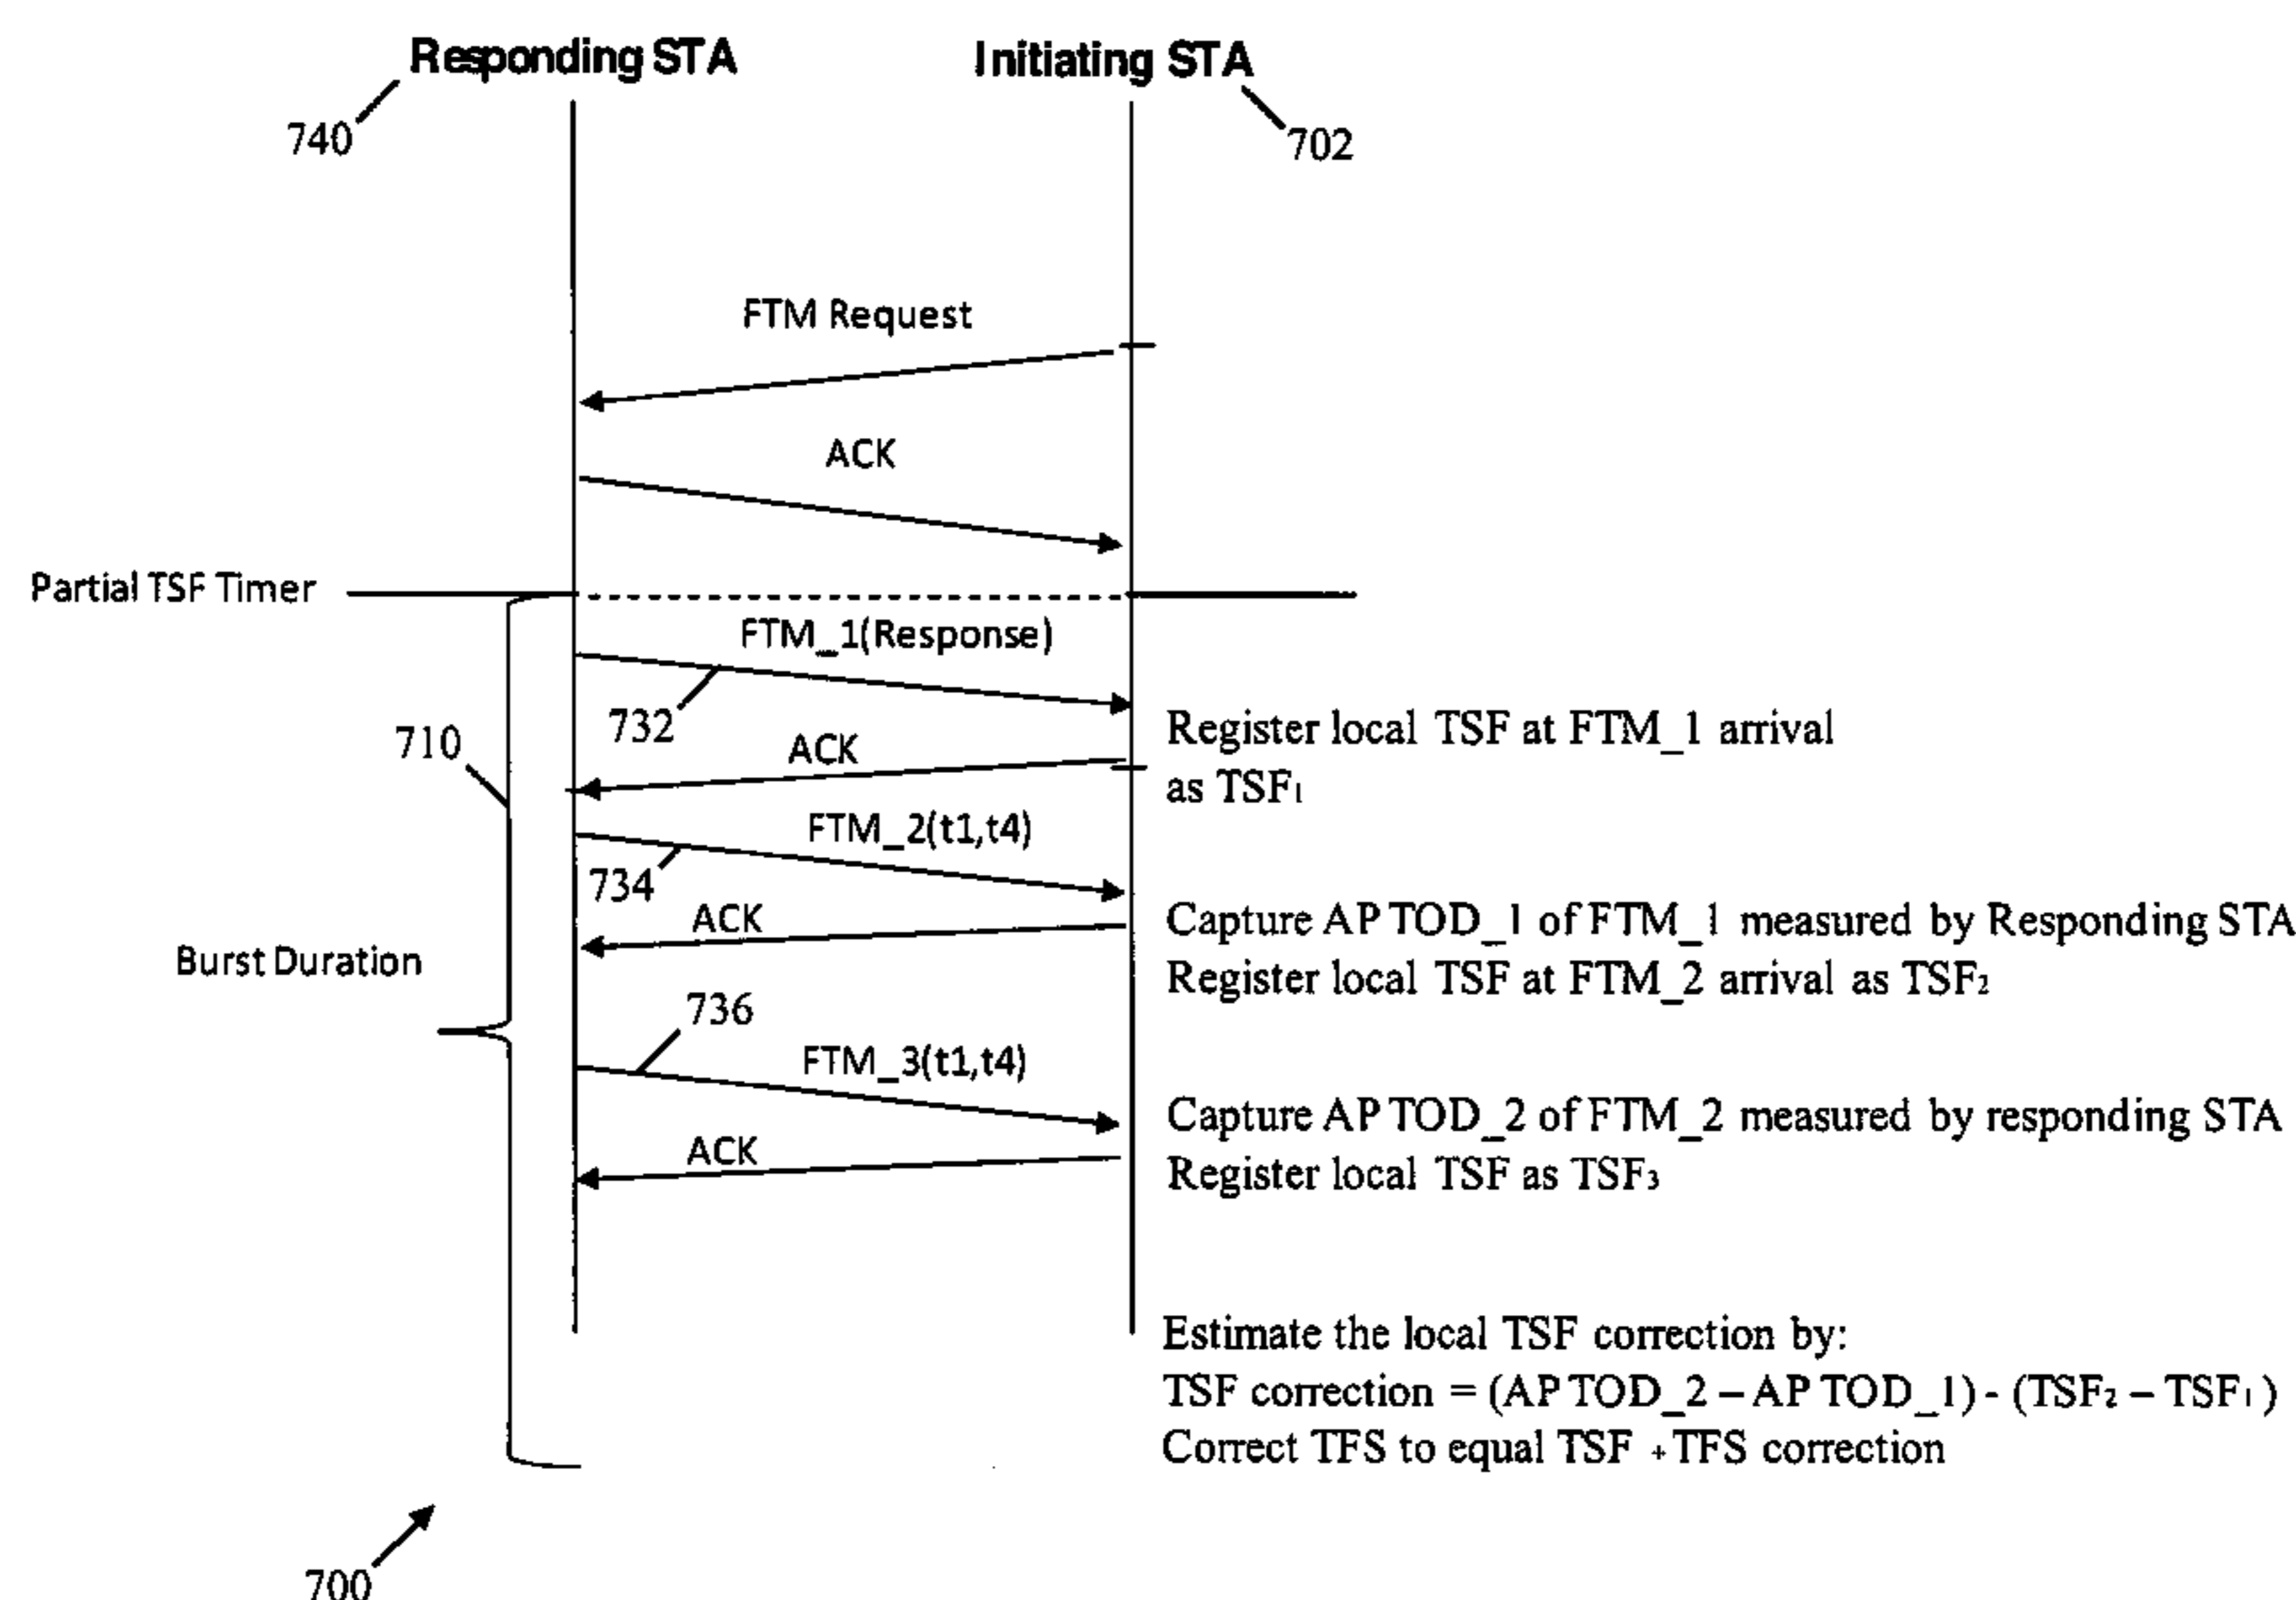 Responding STA
Initiating STA
740
702
FTM Request
ACK
Partial TSF Timer
FTM_1(Response)
732
Register local TSF at FTM_1 arrival
as TSF₁
710
ACK
FTM_2(t1,t4)
734
ACK
Capture AP TOD_1 of FTM_1 measured by Responding STA
Register local TSF at FTM_2 arrival as TSF₂
Burst Duration
736
FTM_3(t1,t4)
Capture AP TOD_2 of FTM_2 measured by responding STA
Register local TSF as TSF₃
ACK
Estimate the local TSF correction by:
TSF correction = (AP TOD_2 – AP TOD_1) - (TSF₂ – TSF₁)
Correct TFS to equal TSF + TFS correction
700